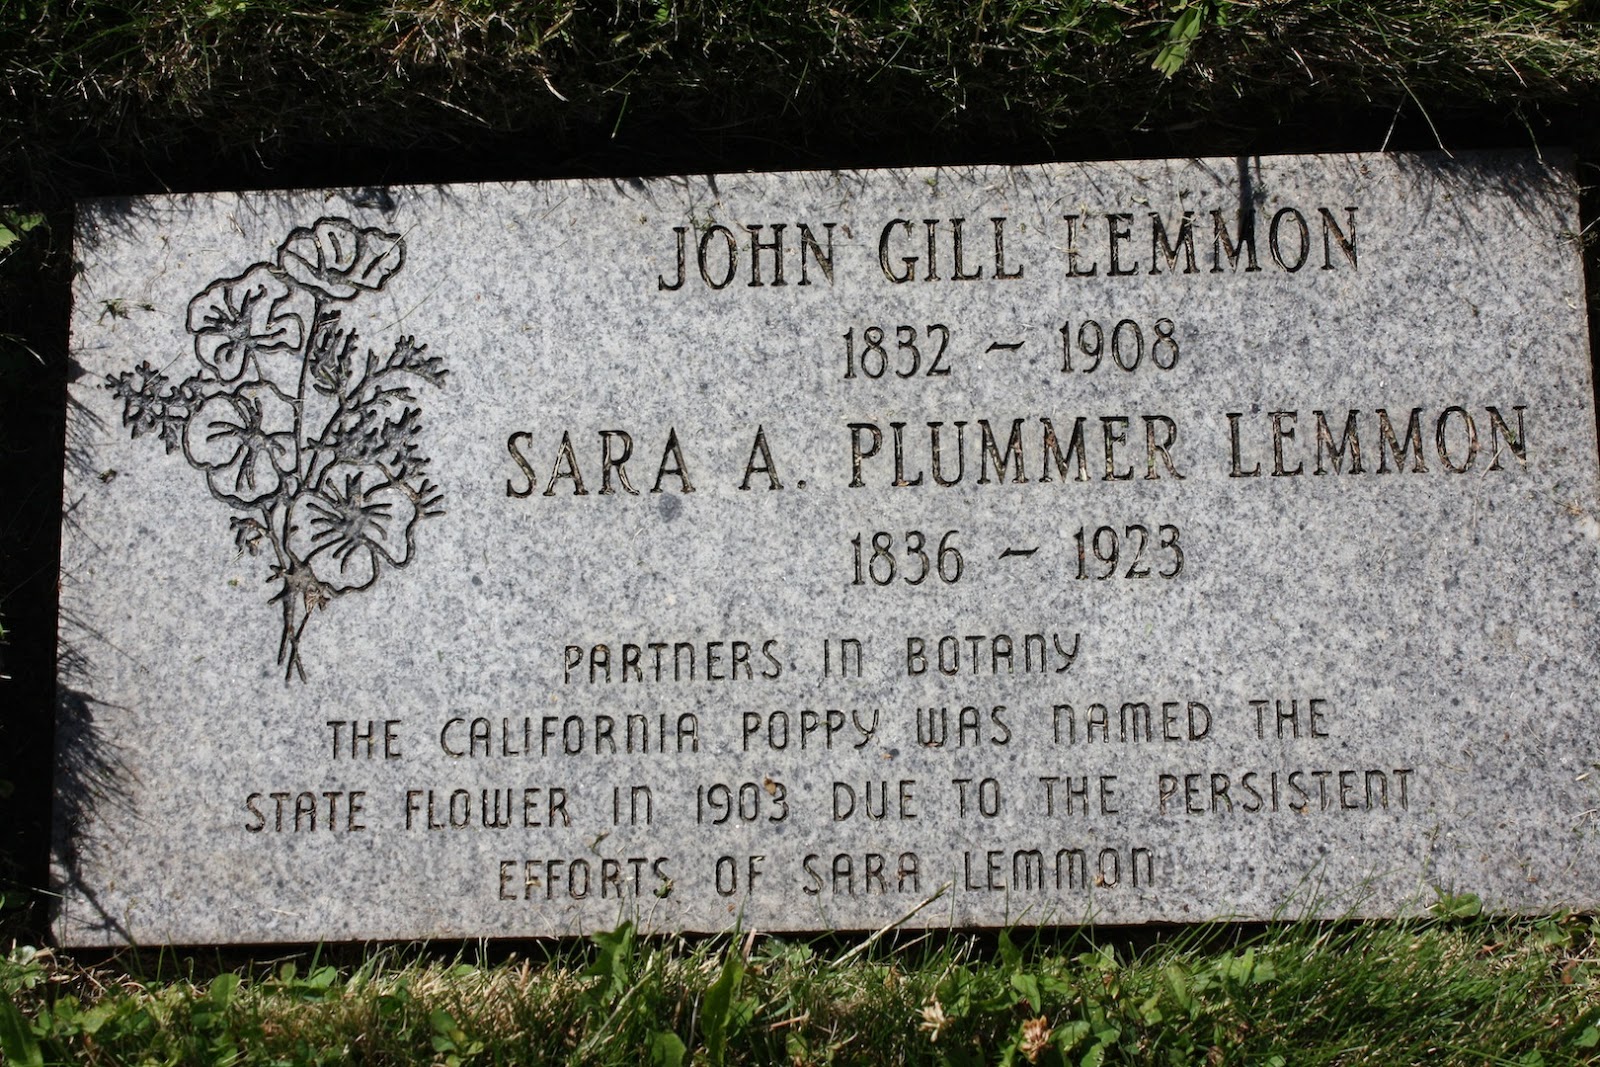 JOHN GILL LEMMON
1832 ~ 1908
SARA A. PLUMMER LEMMON
1836 ~ 1923
PARTNERS IN BOTANY
THE CALIFORNIA POPPY WAS NAMED THE
STATE FLOWER IN 1903 DUE TO THE PERSISTENT
EFFORTS OF SARA LEMMON